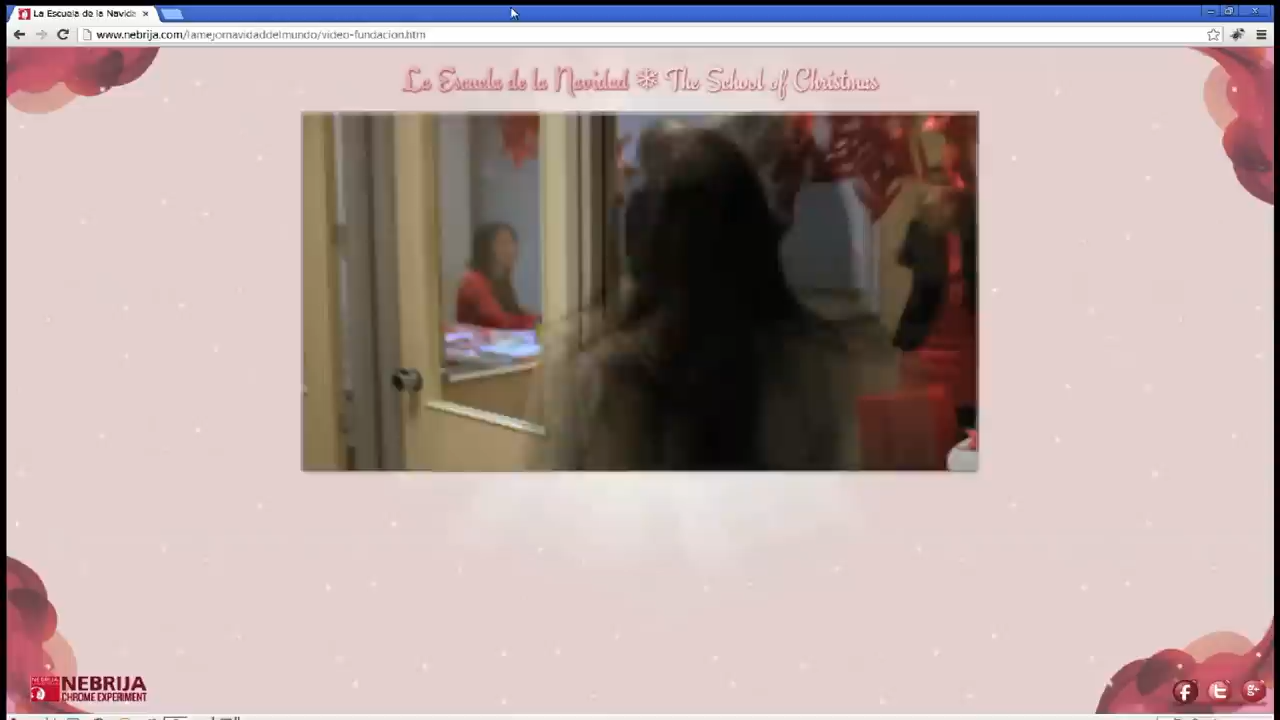 La Escuela de la Navida
www.nebrija.com/lamejornavidaddelmundo/video-fundacion.htm
La Escuela de la Navidad ❄ The School of Christmas
NEBRIJA
CHROME EXPERIMENT